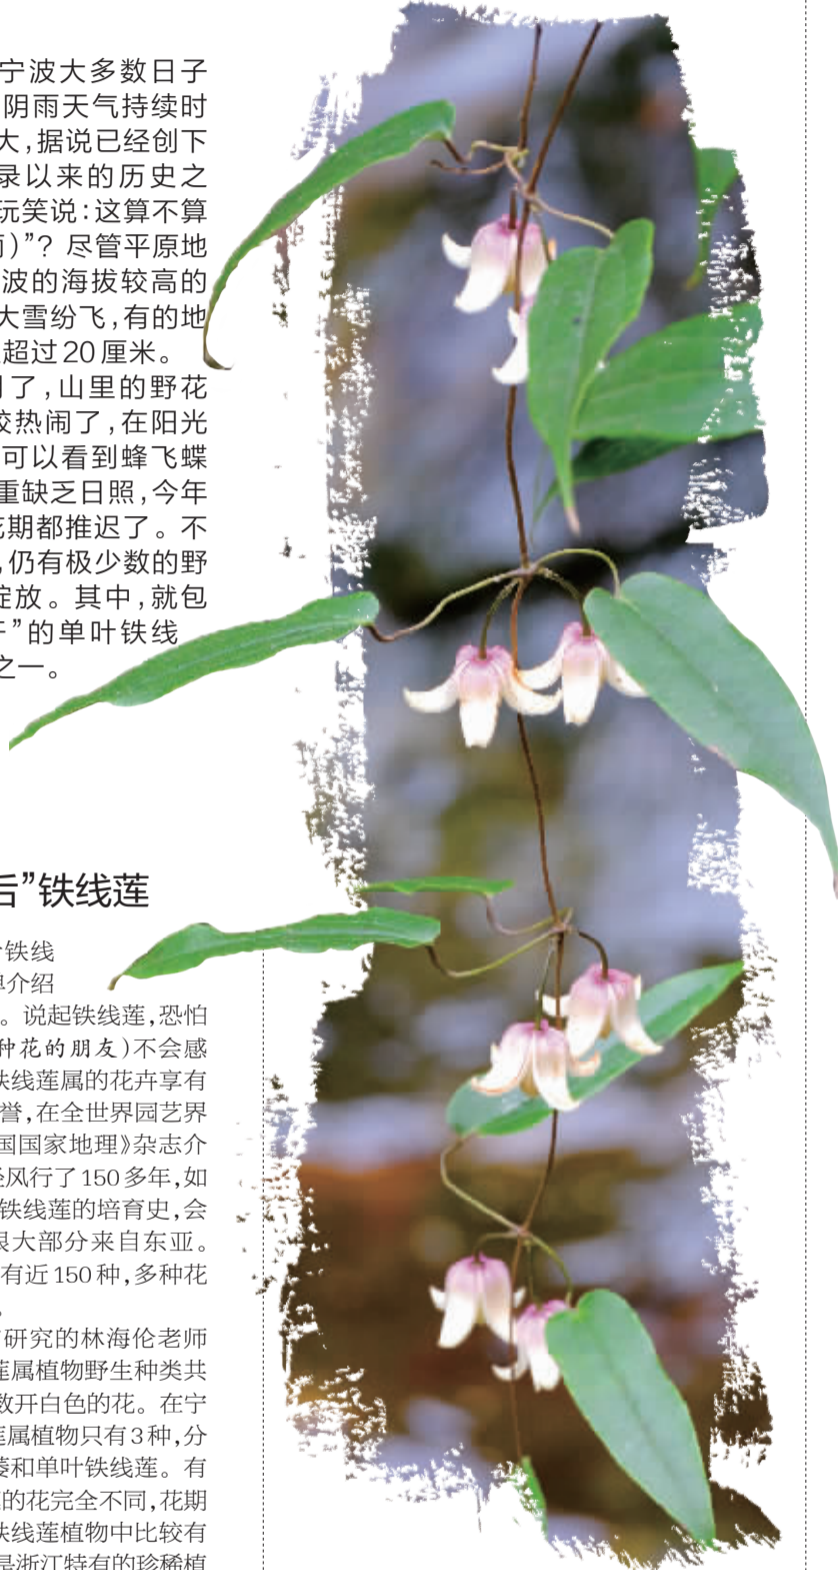 宁波大多数日子
阴雨天气持续时
大,据说已经创下
录以来的历史之
玩笑说:这算不算
)”? 尽管平原地
波的海拔较高的
大雪纷飞,有的地
超过20厘米。
了,山里的野花
较热闹了,在阳光
可以看到蜂飞蝶
重缺乏日照,今年
花期都推迟了。不
,仍有极少数的野
绽放。其中,就包
”的单叶铁线
之一。
后”铁线莲
铁线
单介绍
。说起铁线莲,恐怕
种花的朋友)不会感
铁线莲属的花卉享有
誉,在全世界园艺界
国国家地理》杂志介
经风行了150多年,如
铁线莲的培育史,会
很大部分来自东亚。
有近150种,多种花
。
研究的林海伦老师
莲属植物野生种类共
数开白色的花。在宁
莲属植物只有3种,分
和单叶铁线莲。有
的花完全不同,花期
铁线莲植物中比较有
是浙江特有的珍稀植